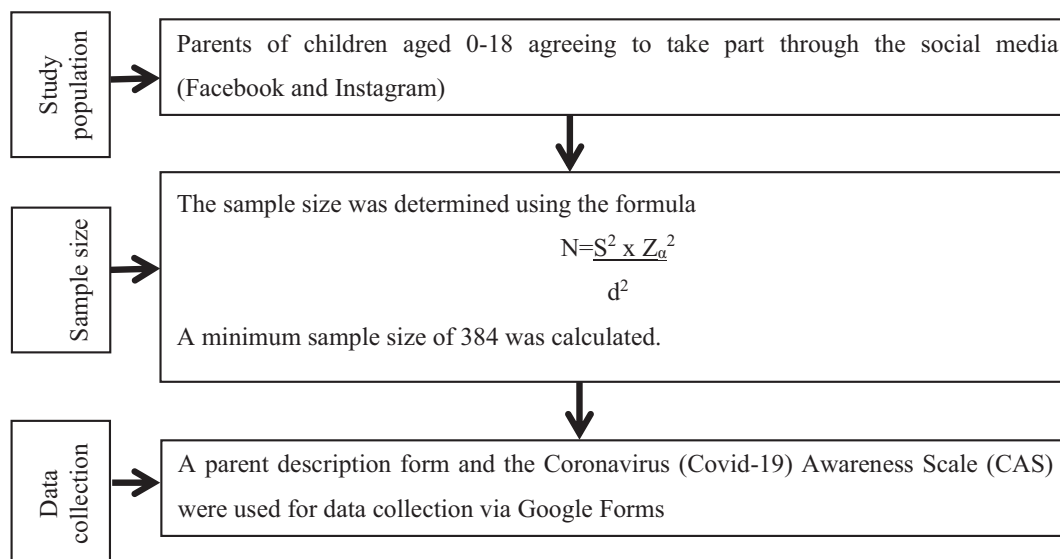 Study
population
Parents of children aged 0-18 agreeing to take part through the social media
(Facebook and Instagram)
Sample size
The sample size was determined using the formula
N=S² x Zα²
d²
A minimum sample size of 384 was calculated.
Data
collection
A parent description form and the Coronavirus (Covid-19) Awareness Scale (CAS)
were used for data collection via Google Forms